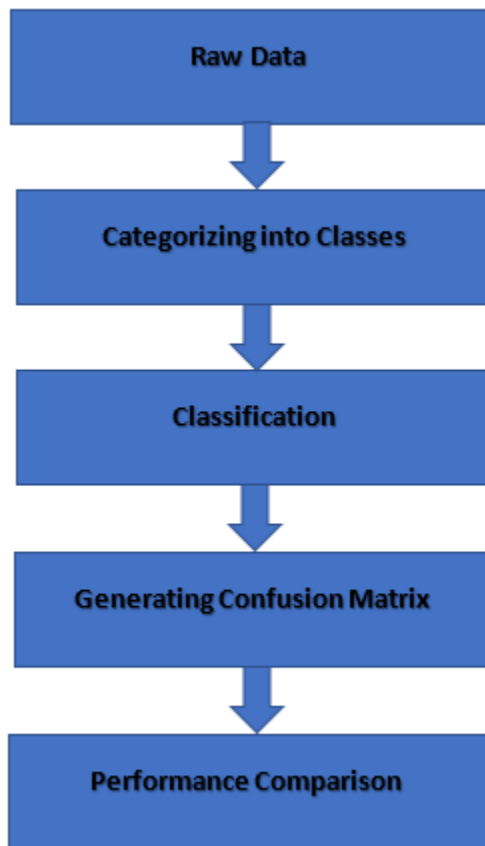 Raw Data
Categorizing into Classes
Classification
Generating Confusion Matrix
Performance Comparison